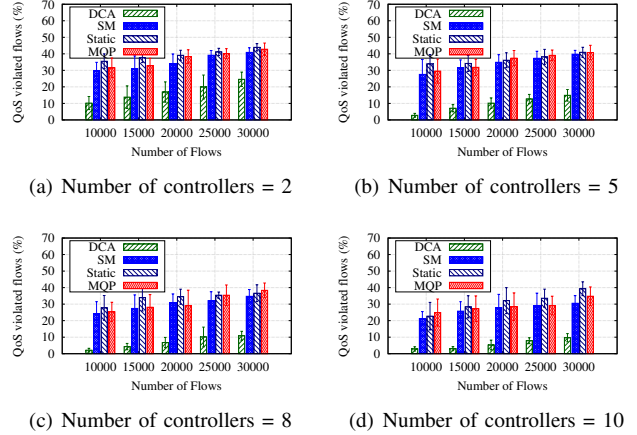 QoS violated flows (%)
70
60
50
40
30
20
10
0
DCA
SM
Static
MQP
10000 15000 20000 25000 30000
Number of Flows
(a) Number of controllers = 2
QoS violated flows (%)
70
60
50
40
30
20
10
0
DCA
SM
Static
MQP
10000 15000 20000 25000 30000
Number of Flows
(b) Number of controllers = 5
QoS violated flows (%)
70
60
50
40
30
20
10
0
DCA
SM
Static
MQP
10000 15000 20000 25000 30000
Number of Flows
(c) Number of controllers = 8
QoS violated flows (%)
70
60
50
40
30
20
10
0
DCA
SM
Static
MQP
10000 15000 20000 25000 30000
Number of Flows
(d) Number of controllers = 10